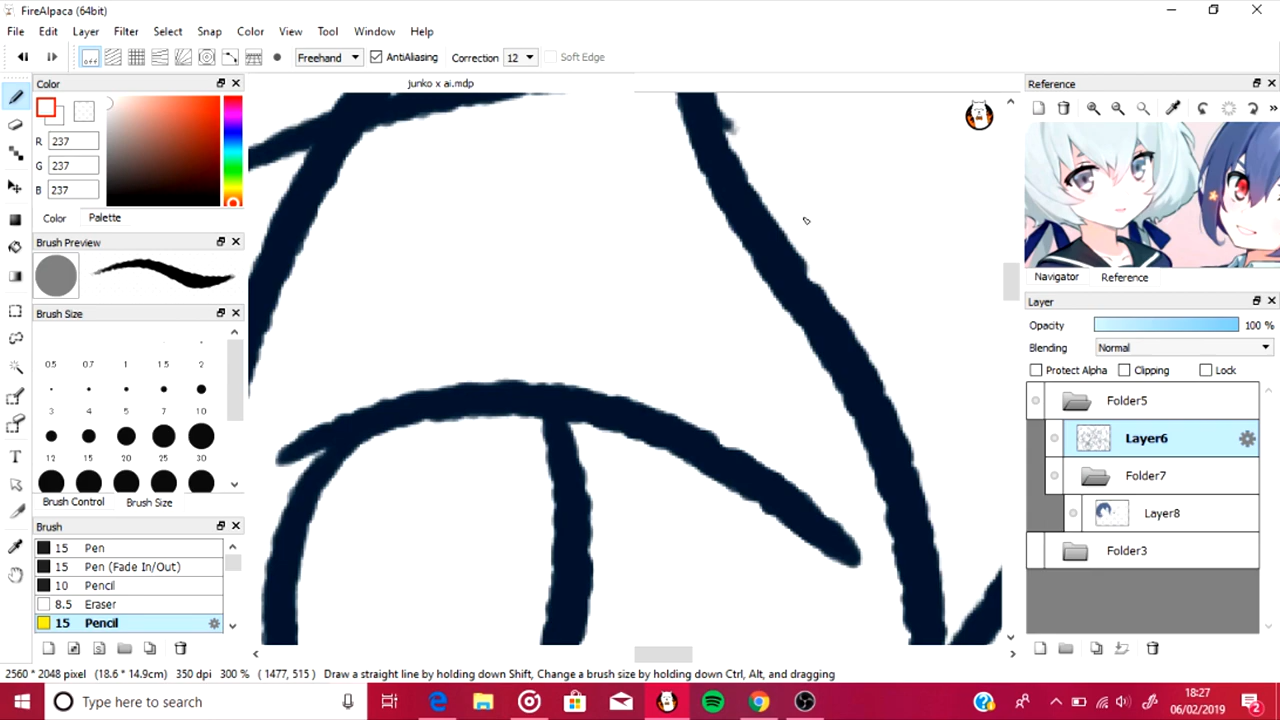 FireAlpaca (64bit)
File Edit Layer Filter Select Snap Color View Tool Window Help
off Freehand AntiAliasing Correction 12 Soft Edge
Color junko x ai.mdp Reference
R 237
G 237
B 237
Color Palette
Brush Preview
Navigator Reference
Layer
Brush Size
Opacity 100 %
Blending Normal
0.5 0.7 1 1.5 2
Protect Alpha Clipping Lock
Folder5
3 4 5 7 10
Layer6
12 15 20 25 30
Folder7
Brush Control Brush Size
Layer8
Brush
15 Pen
Folder3
15 Pen (Fade In/Out)
10 Pencil
8.5 Eraser
15 Pencil
2560 * 2048 pixel (18.6 * 14.9cm) 350 dpi 300 % ( 1477, 515 ) Draw a straight line by holding down Shift, Change a brush size by holding down Ctrl, Alt, and dragging
Type here to search
18:27
06/02/2019
2